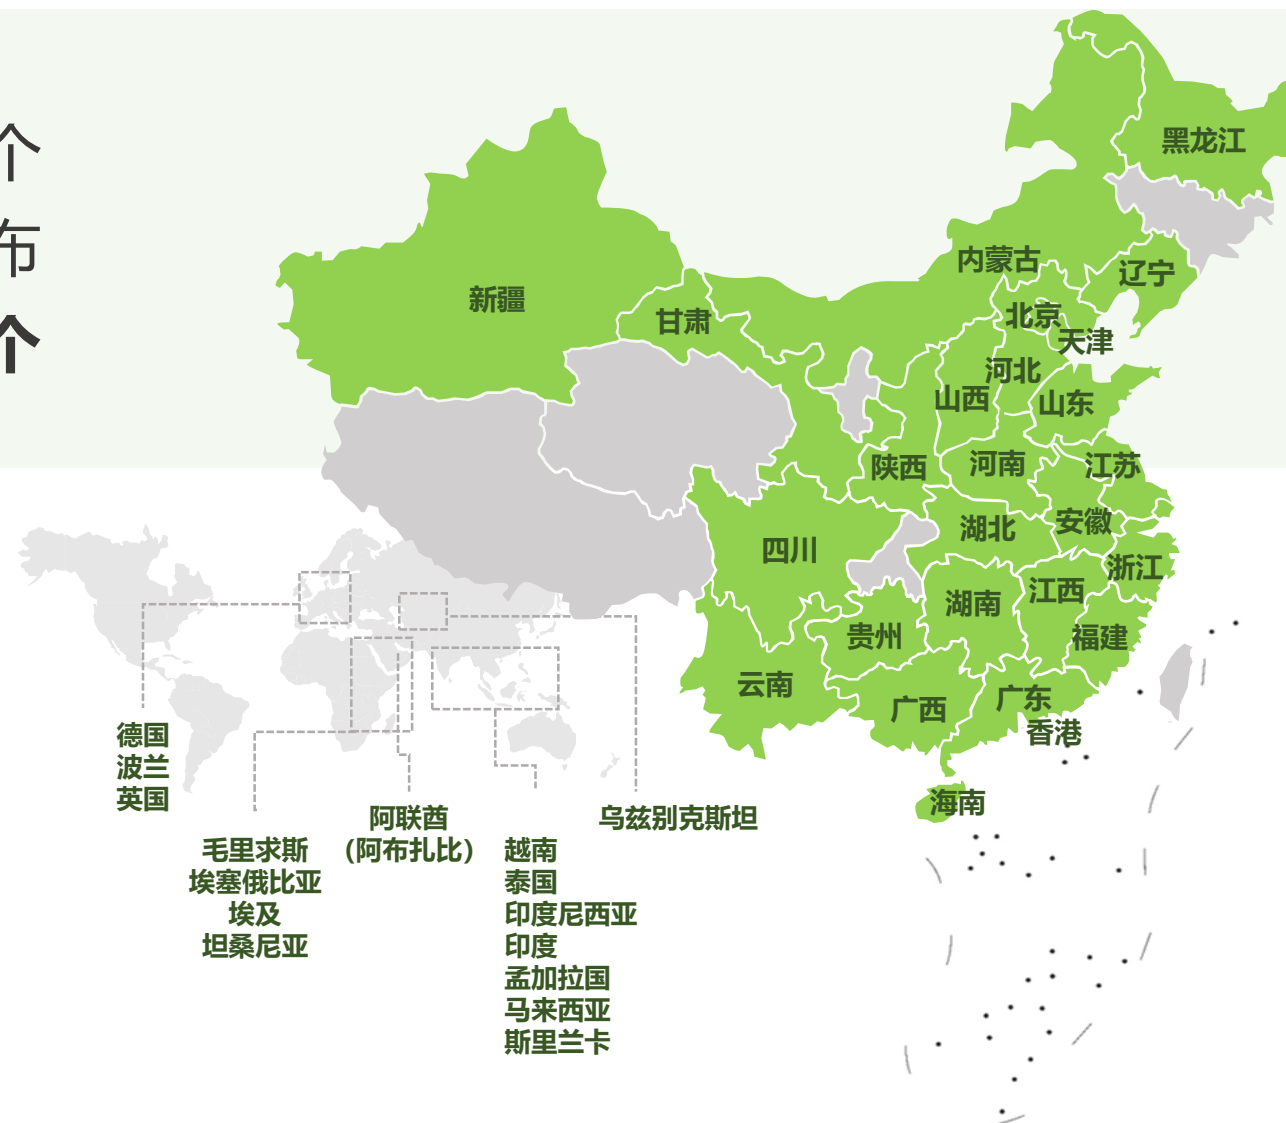 个
布
个
黑龙江
内蒙古
辽宁
新疆
甘肃
北京
天津
河北
山西
山东
陕西
河南
江苏
湖北
安徽
四川
浙江
湖南
江西
贵州
福建
云南
广西
广东
香港
海南
德国
波兰
英国
毛里求斯
埃塞俄比亚
埃及
坦桑尼亚
阿联酋
（阿布扎比）
越南
泰国
印度尼西亚
印度
孟加拉国
马来西亚
斯里兰卡
乌兹别克斯坦